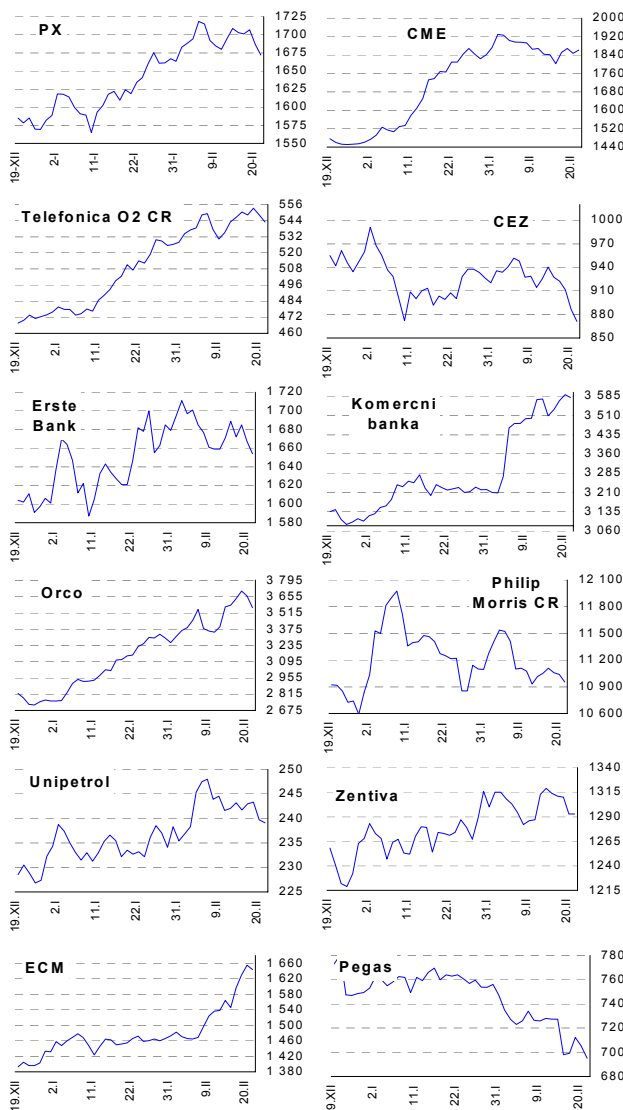 PX
1725
1700
1675
1650
1625
1600
1575
1550
19.XII
2-I
11-I
22.I
31.I
9.II
20.II
CME
2000
1920
1840
1760
1680
1600
1520
1440
19.XII
2.I
11.I
22.I
31.I
9.II
20.II
Telefonica O2 CR
556
544
532
520
508
496
484
472
460
19.XII
2.I
11.I
22.I
31.I
9.II
20.II
CEZ
1000
970
940
910
880
850
19.XII
2.I
11.I
22.I
31.I
9.II
20.II
Erste
Bank
1 720
1 700
1 680
1 660
1 640
1 620
1 600
1 580
19.XII
2.I
11.I
22.I
31.I
9.II
20.II
Komercni
banka
3 585
3 510
3 435
3 360
3 285
3 210
3 135
3 060
19.XII
2.I
11.I
22.I
31.I
9.II
20.II
Orco
3 795
3 655
3 515
3 375
3 235
3 095
2 955
2 815
2 675
19.XII
2.I
11.I
22.I
31.I
9.II
20.II
Philip
Morris CR
12 100
11 800
11 500
11 200
10 900
10 600
19.XII
2.I
11.I
22.I
31.I
9.II
20.II
Unipetrol
250
245
240
235
230
225
19.XII
2.I
11.I
22.I
31.I
9.II
20.II
Zentiva
1340
1315
1290
1265
1240
1215
19.XII
2.I
11.I
22.I
31.I
9.II
20.II
ECM
1 660
1 620
1 580
1 540
1 500
1 460
1 420
1 380
19.XII
2.I
11.I
22.I
31.I
9.II
20.II
Pegas
780
760
740
720
700
680
9.XII
2.I
11.I
22.I
31.I
9.II
20.II